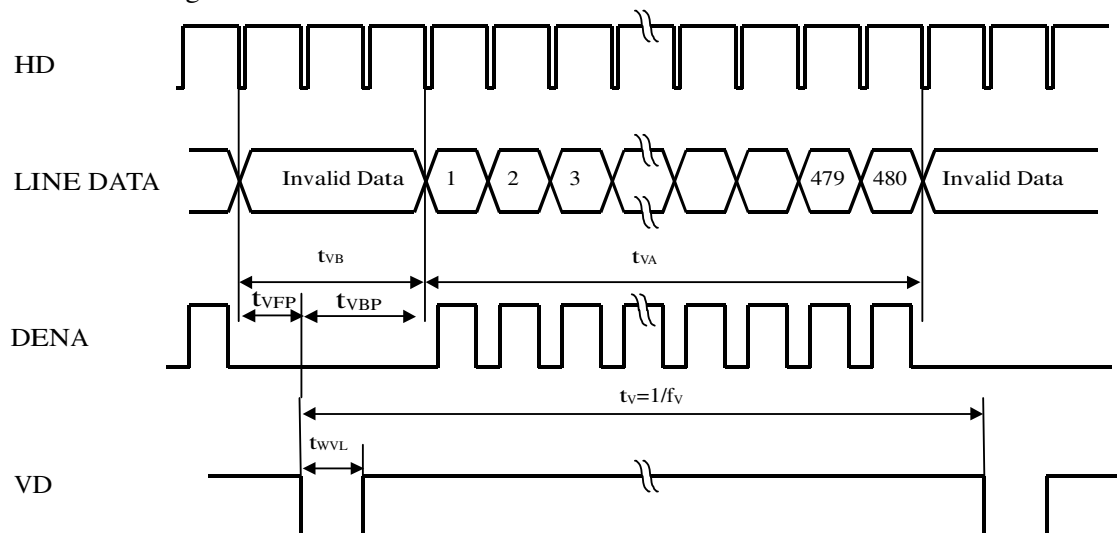 HD
LINE DATA Invalid Data 1 2 3 479 480 Invalid Data
tVB tVA
tVFP tVBP
DENA
tV=1/fV
tWVL
VD